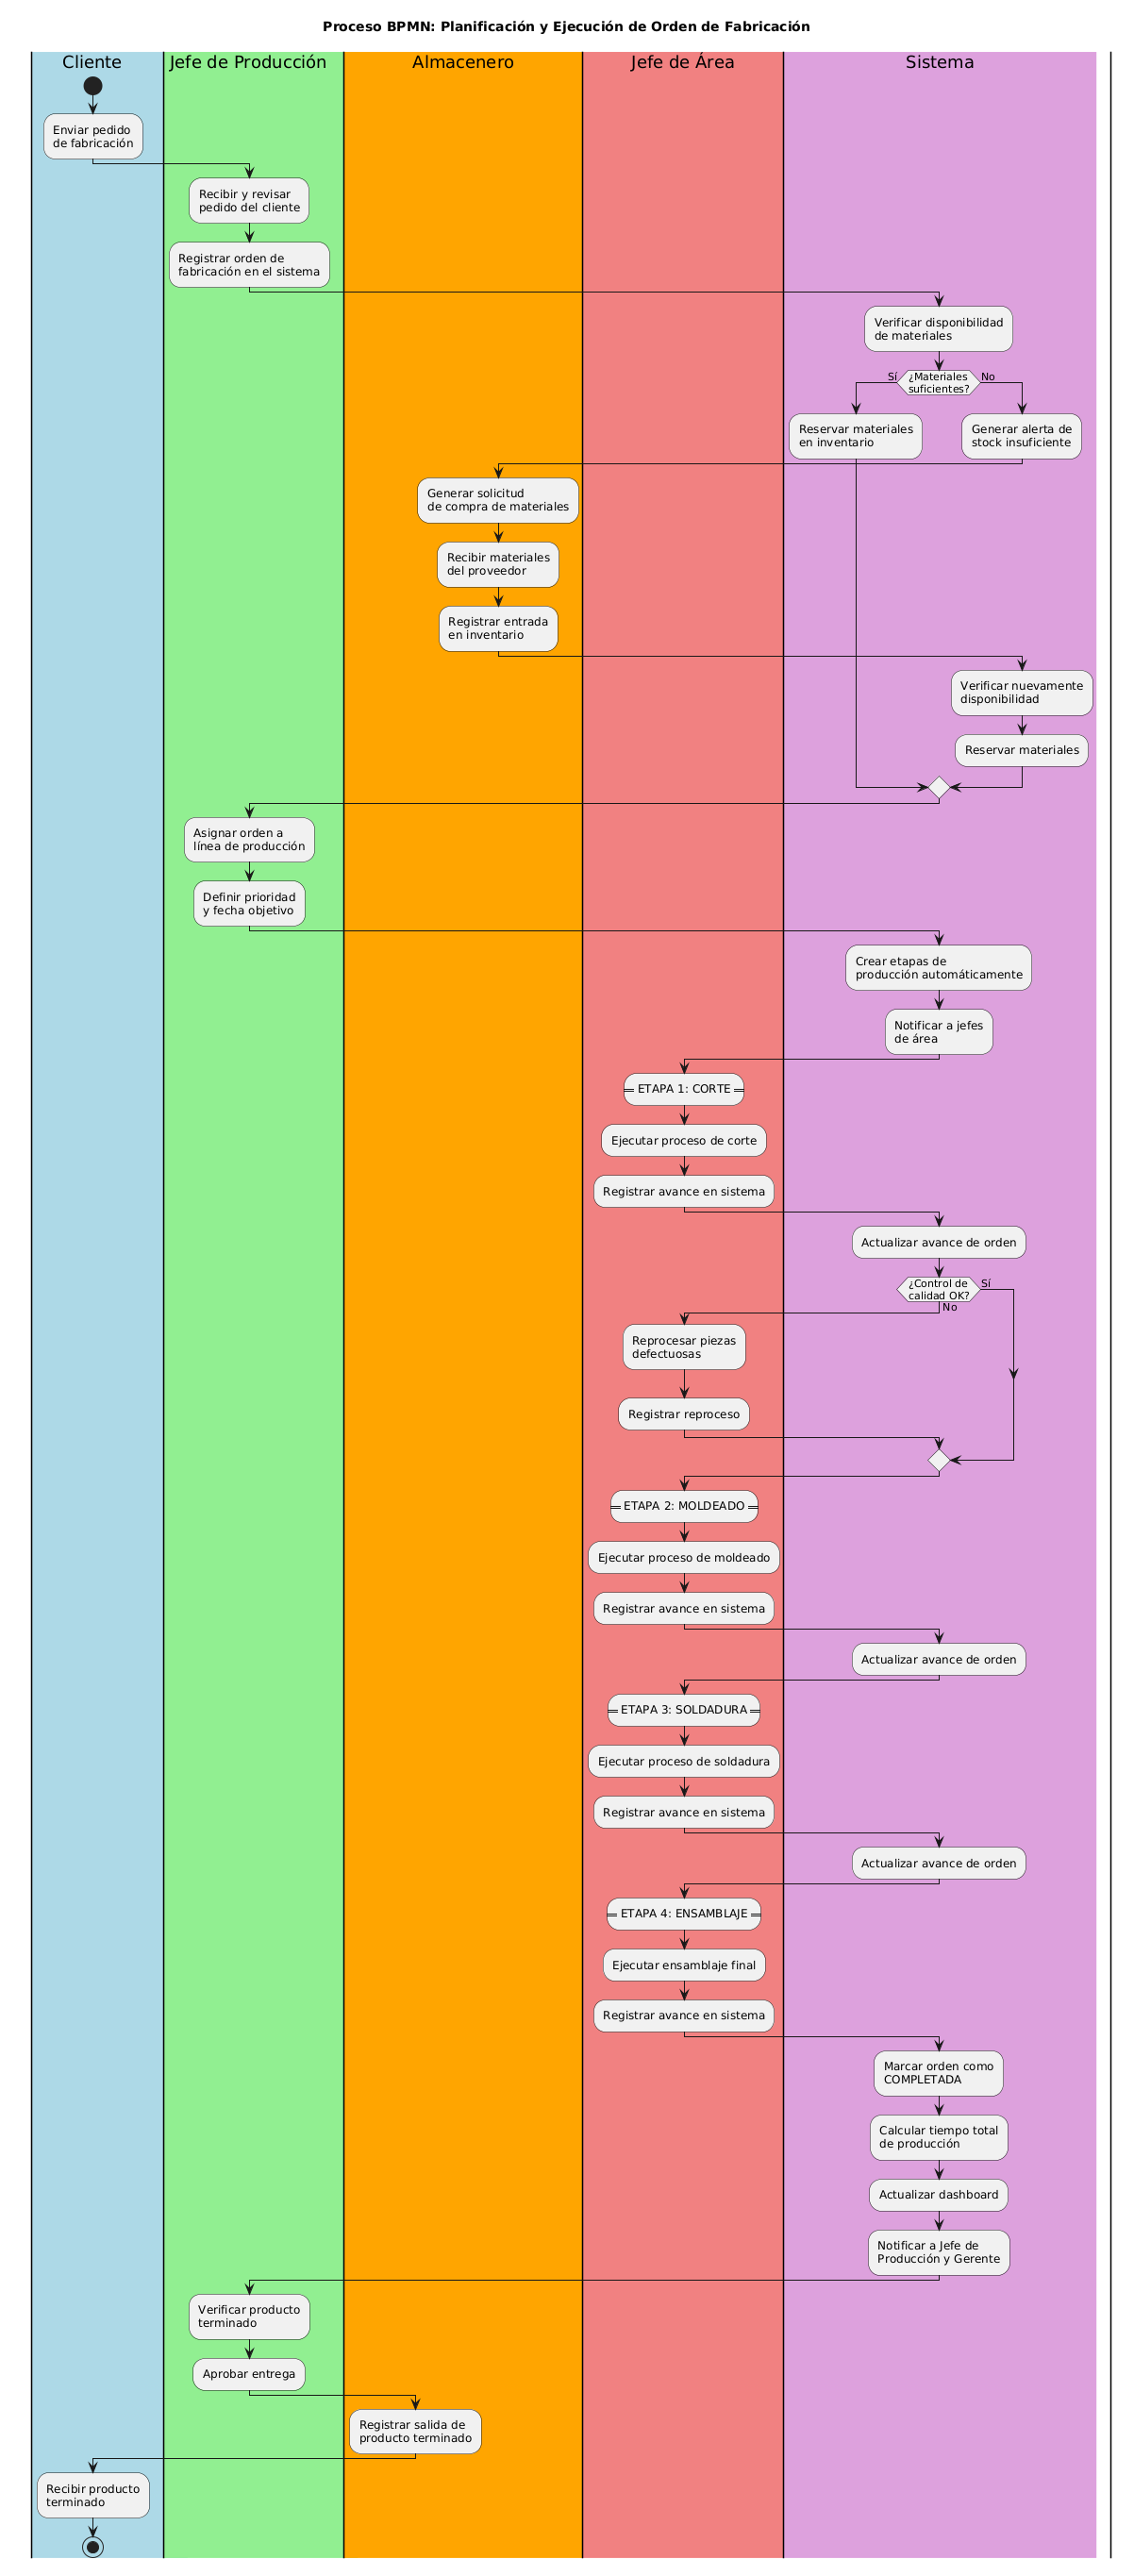 Proceso BPMN: Planificación y Ejecución de Orden de Fabricación
Cliente
Jefe de Producción
Almacenero
Jefe de Área
Sistema
Enviar pedido
de fabricación
Recibir y revisar
pedido del cliente
Registrar orden de
fabricación en el sistema
Verificar disponibilidad
de materiales
Sí
¿Materiales
suficientes?
No
Reservar materiales
en inventario
Generar alerta de
stock insuficiente
Generar solicitud
de compra de materiales
Recibir materiales
del proveedor
Registrar entrada
en inventario
Verificar nuevamente
disponibilidad
Reservar materiales
Asignar orden a
línea de producción
Definir prioridad
y fecha objetivo
Crear etapas de
producción automáticamente
Notificar a jefes
de área
ETAPA 1: CORTE
Ejecutar proceso de corte
Registrar avance en sistema
Actualizar avance de orden
¿Control de
calidad OK?
Sí
No
Reprocesar piezas
defectuosas
Registrar reproceso
ETAPA 2: MOLDEADO
Ejecutar proceso de moldeado
Registrar avance en sistema
Actualizar avance de orden
ETAPA 3: SOLDADURA
Ejecutar proceso de soldadura
Registrar avance en sistema
Actualizar avance de orden
ETAPA 4: ENSAMBLAJE
Ejecutar ensamblaje final
Registrar avance en sistema
Marcar orden como
COMPLETADA
Calcular tiempo total
de producción
Actualizar dashboard
Notificar a Jefe de
Producción y Gerente
Verificar producto
terminado
Aprobar entrega
Registrar salida de
producto terminado
Recibir producto
terminado